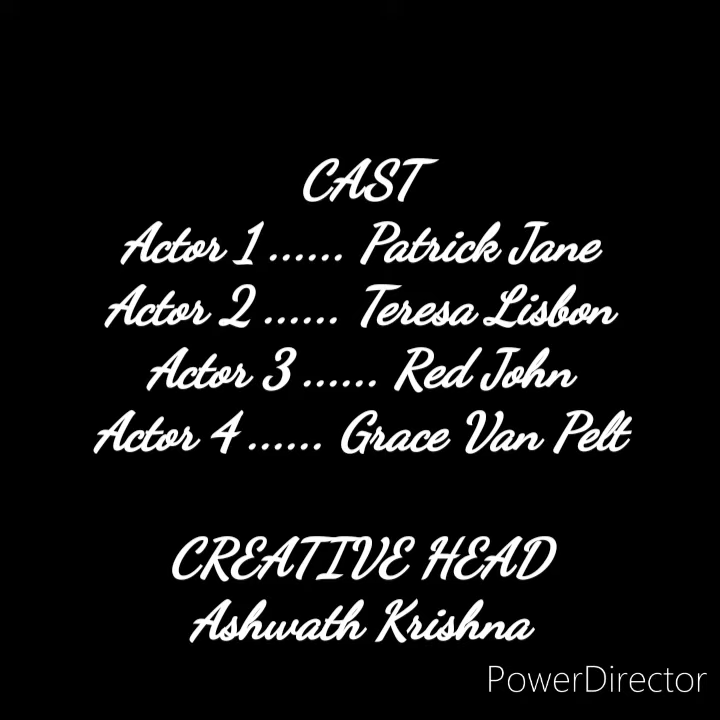 CAST
Actor 1 ...... Patrick Jane
Actor 2 ...... Teresa Lisbon
Actor 3 ...... Red John
Actor 4 ...... Grace Van Pelt
CREATIVE HEAD
Ashwath Krishna
PowerDirector